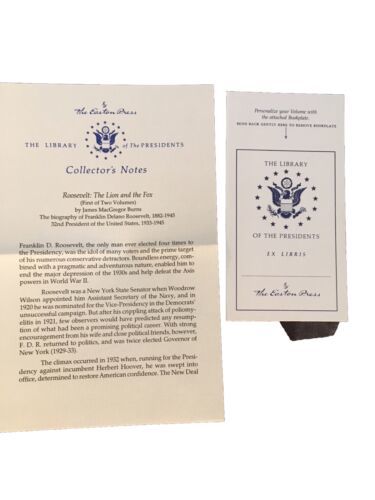 by
The Easton Press
THE LIBRARY of The PRESIDENTS
Collector's Notes
Roosevelt: The Lion and the Fox
(First of Two Volumes)
by James MacGregor Burns
The biography of Franklin Delano Roosevelt, 1882-1945
32nd President of the United States, 1933-1945
Franklin D. Roosevelt, the only man ever elected four times to
the Presidency, was the idol of many voters and the prime target
of his numerous conservative detractors. Boundless energy, com-
bined with a pragmatic and adventurous nature, enabled him to
end the major depression of the 1930s and help defeat the Axis
powers in World War II.
Roosevelt was a New York State Senator when Woodrow
Wilson appointed him Assistant Secretary of the Navy, and in
1920 he was nominated for the Vice-Presidency in the Democrats'
unsuccessful campaign. But after his crippling attack of poliomy-
elitis in 1921, few observers would have predicted any resump-
tion of what had been a promising political career. With strong
encouragement from his wife and close political friends, however,
F. D. R. returned to politics, and was twice elected Governor of
New York (1929-33).
The climax occurred in 1932 when, running for the Presi-
dency against incumbent Herbert Hoover, he was swept into
office, determined to restore American confidence. The New Deal
Personalize your Volume with
the attached Bookplate.
BEND BACK GENTLY HERE TO REMOVE BOOKPLATE
THE LIBRARY
OF THE PRESIDENTS
EX LIBRIS
by
The Easton Press